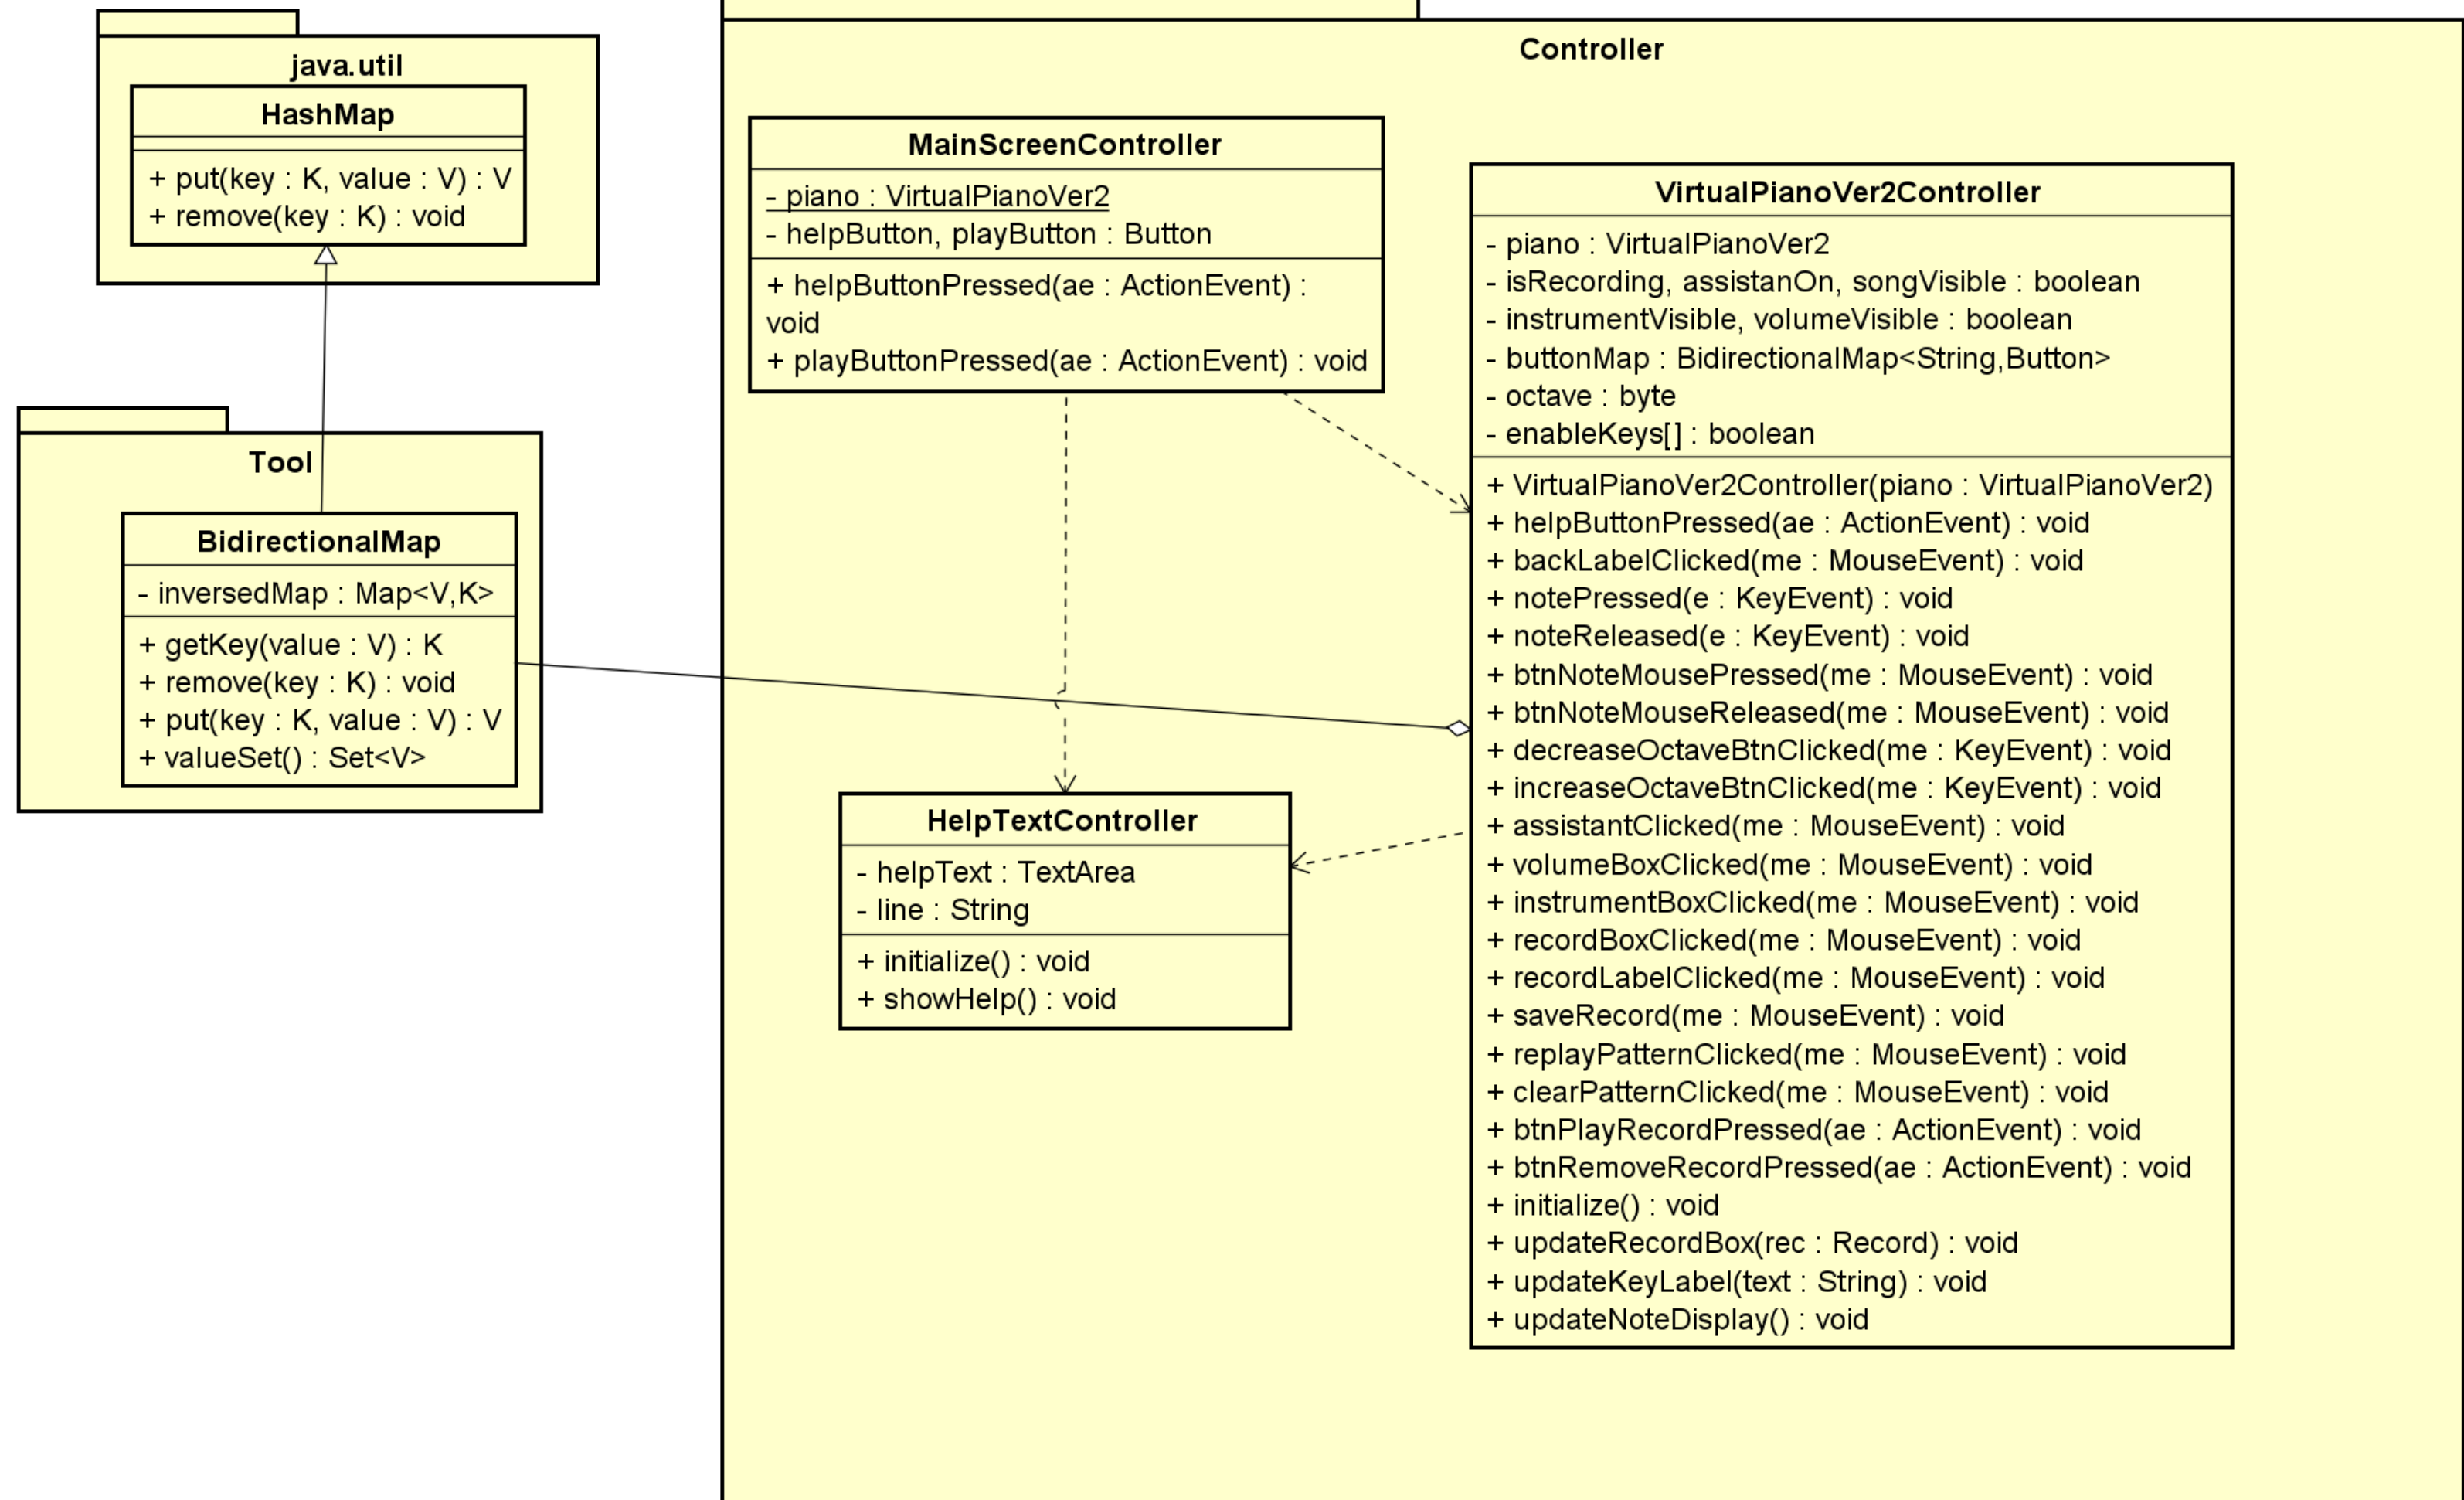 java.util
HashMap
+ put(key : K, value : V) : V
+ remove(key : K) : void
Tool
BidirectionalMap
- inversedMap : Map<V,K>
+ getKey(value : V) : K
+ remove(key : K) : void
+ put(key : K, value : V) : V
+ valueSet() : Set<V>
Controller
MainScreenController
- piano : VirtualPianoVer2
- helpButton, playButton : Button
+ helpButtonPressed(ae : ActionEvent) :
void
+ playButtonPressed(ae : ActionEvent) : void
HelpTextController
- helpText : TextArea
- line : String
+ initialize() : void
+ showHelp() : void
VirtualPianoVer2Controller
- piano : VirtualPianoVer2
- isRecording, assistanOn, songVisible : boolean
- instrumentVisible, volumeVisible : boolean
- buttonMap : BidirectionalMap<String,Button>
- octave : byte
- enableKeys[] : boolean
+ VirtualPianoVer2Controller(piano : VirtualPianoVer2)
+ helpButtonPressed(ae : ActionEvent) : void
+ backLabelClicked(me : MouseEvent) : void
+ notePressed(e : KeyEvent) : void
+ noteReleased(e : KeyEvent) : void
+ btnNoteMousePressed(me : MouseEvent) : void
+ btnNoteMouseReleased(me : MouseEvent) : void
+ decreaseOctaveBtnClicked(me : KeyEvent) : void
+ increaseOctaveBtnClicked(me : KeyEvent) : void
+ assistantClicked(me : MouseEvent) : void
+ volumeBoxClicked(me : MouseEvent) : void
+ instrumentBoxClicked(me : MouseEvent) : void
+ recordBoxClicked(me : MouseEvent) : void
+ recordLabelClicked(me : MouseEvent) : void
+ saveRecord(me : MouseEvent) : void
+ replayPatternClicked(me : MouseEvent) : void
+ clearPatternClicked(me : MouseEvent) : void
+ btnPlayRecordPressed(ae : ActionEvent) : void
+ btnRemoveRecordPressed(ae : ActionEvent) : void
+ initialize() : void
+ updateRecordBox(rec : Record) : void
+ updateKeyLabel(text : String) : void
+ updateNoteDisplay() : void